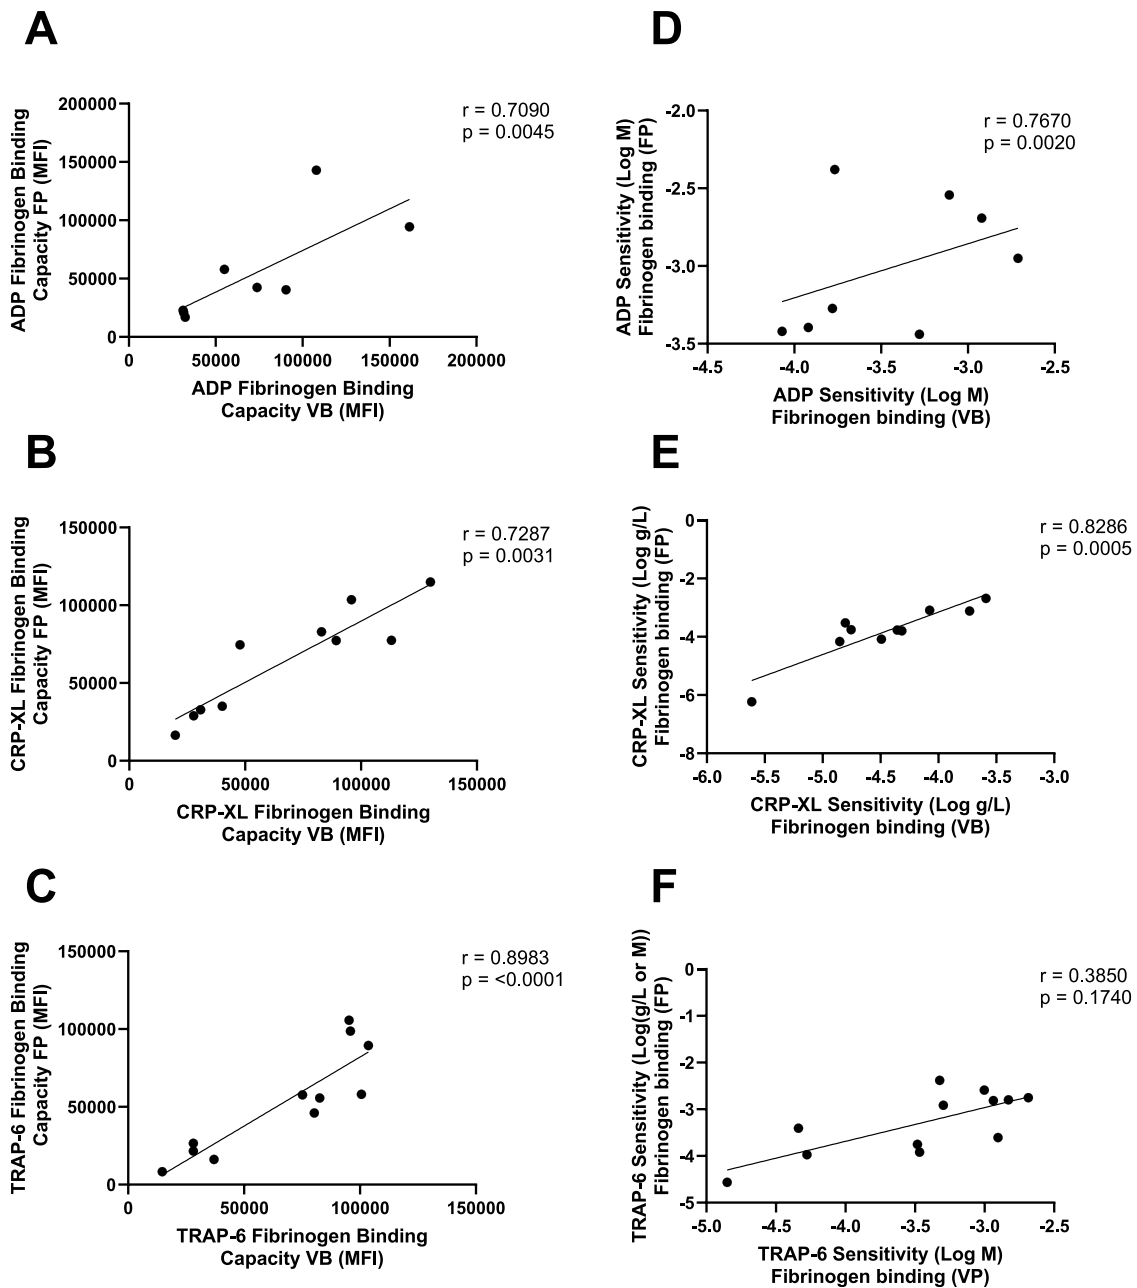 A
ADP Fibrinogen Binding
Capacity FP (MFI)
200000
150000
100000
50000
0
r = 0.7090
p = 0.0045
0 50000 100000 150000 200000
ADP Fibrinogen Binding
Capacity VB (MFI)
D
ADP Sensitivity (Log M)
Fibrinogen binding (FP)
-2.0
-2.5
-3.0
-3.5
r = 0.7670
p = 0.0020
-4.5 -4.0 -3.5 -3.0 -2.5
ADP Sensitivity (Log M)
Fibrinogen binding (VB)
B
CRP-XL Fibrinogen Binding
Capacity FP (MFI)
150000
100000
50000
0
r = 0.7287
p = 0.0031
0 50000 100000 150000
CRP-XL Fibrinogen Binding
Capacity VB (MFI)
E
CRP-XL Sensitivity (Log g/L)
Fibrinogen binding (FP)
0
-2
-4
-6
-8
r = 0.8286
p = 0.0005
-6.0 -5.5 -5.0 -4.5 -4.0 -3.5 -3.0
CRP-XL Sensitivity (Log g/L)
Fibrinogen binding (VB)
C
TRAP-6 Fibrinogen Binding
Capacity FP (MFI)
150000
100000
50000
0
r = 0.8983
p = <0.0001
0 50000 100000 150000
TRAP-6 Fibrinogen Binding
Capacity VB (MFI)
F
TRAP-6 Sensitivity (Log(g/L or M))
Fibrinogen binding (FP)
0
-1
-2
-3
-4
-5
r = 0.3850
p = 0.1740
-5.0 -4.5 -4.0 -3.5 -3.0 -2.5
TRAP-6 Sensitivity (Log M)
Fibrinogen binding (VP)